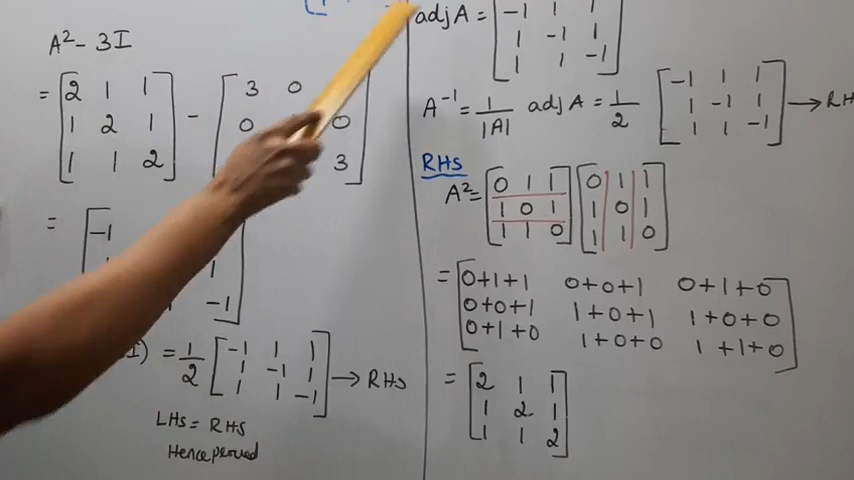 A² - 3I
= [2 1 1
1 2 1
1 1 2] - [3 0
0 0
3]
= [-1
1
-1]
I) = 1/2 [-1 1 1
1 -1 1
1 1 -1] → RHS
LHS = RHS
Hence proved
adj A = [-1 1 1
1 -1 1
1 1 -1]
A⁻¹ = 1/|A| adj A = 1/2 [-1 1 1
1 -1 1
1 1 -1] → RH
RHS
A² = [0 1 1
1 0 1
1 1 0] [0 1 1
1 0 1
1 1 0]
= [0+1+1 0+0+1 0+1+0
0+0+1 1+0+1 1+0+0
0+1+0 1+0+0 1+1+0]
= [2 1 1
1 2 1
1 1 2]